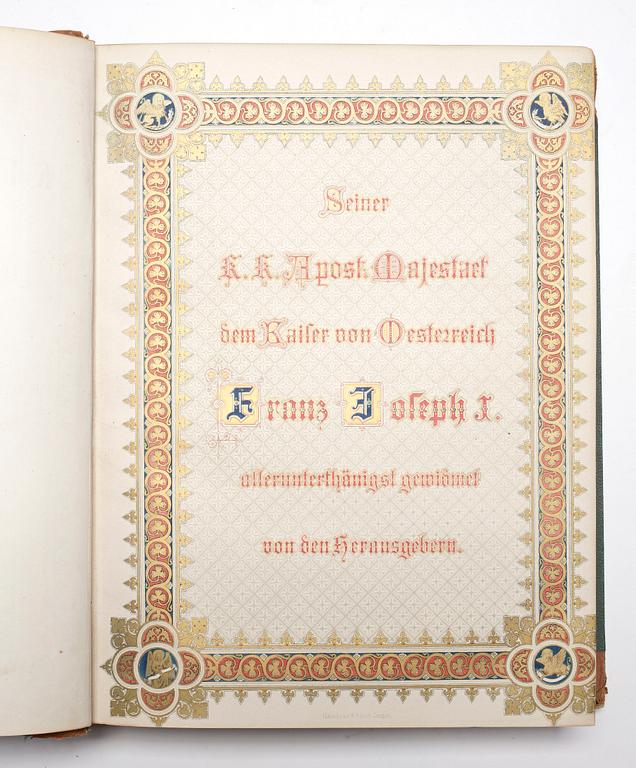 Seiner
K. K. Apost. Majestaet
dem Kaiser von Oesterreich
Franz Joseph I.
allerunterthänigst gewidmet
von den Herausgebern.